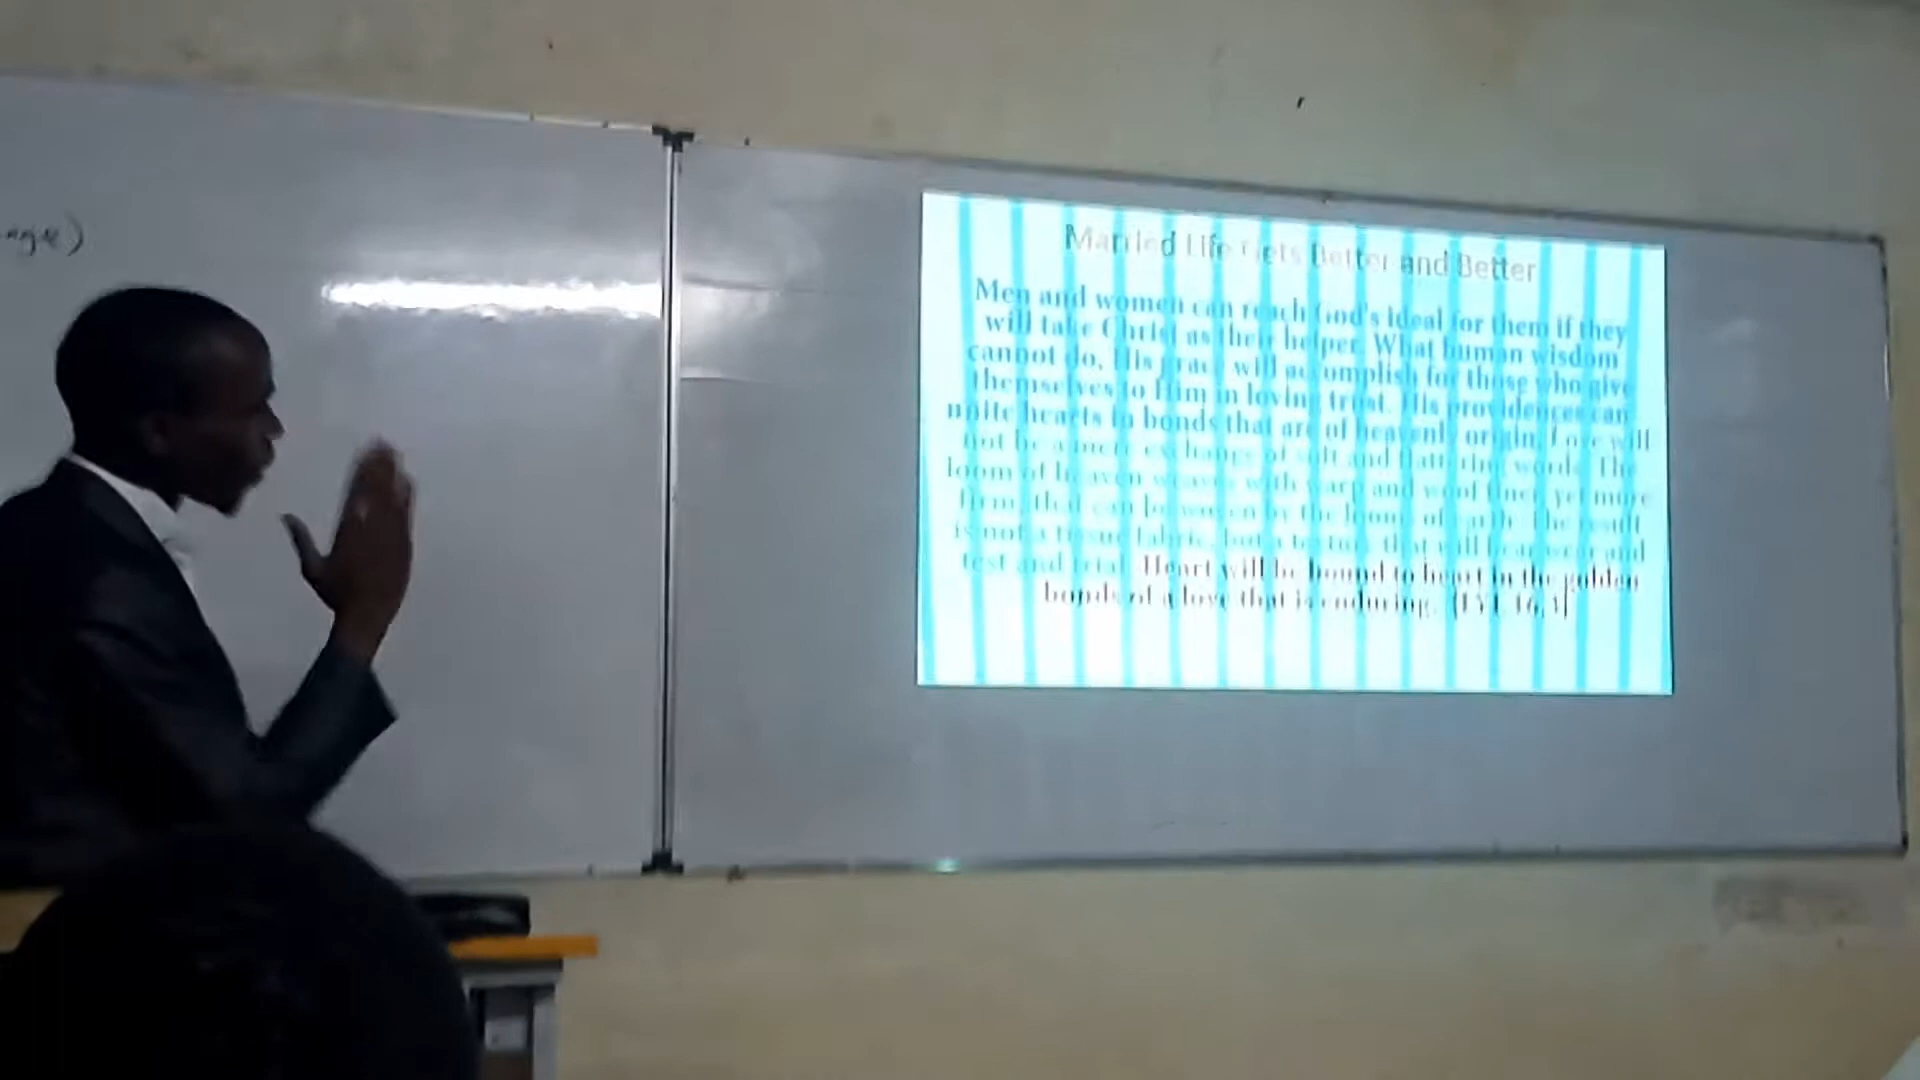 Married Life Gets Better and Better
Men and women can reach God's ideal for them if they
will take Christ as their helper. What human wisdom
cannot do, His grace will accomplish for those who give
themselves to Him in loving trust. His providence can
unite hearts in bonds that are of heavenly origin. Love will
not be a mere exchange of soft and flattering words. The
loom of heaven weaves with warp and woof finer, yet more
firm, than can be woven by the looms of earth. The result
is not a tissue fabric, but a texture that will bear wear and
test and trial. Heart will be bound to heart in the golden
bonds of a love that is enduring.